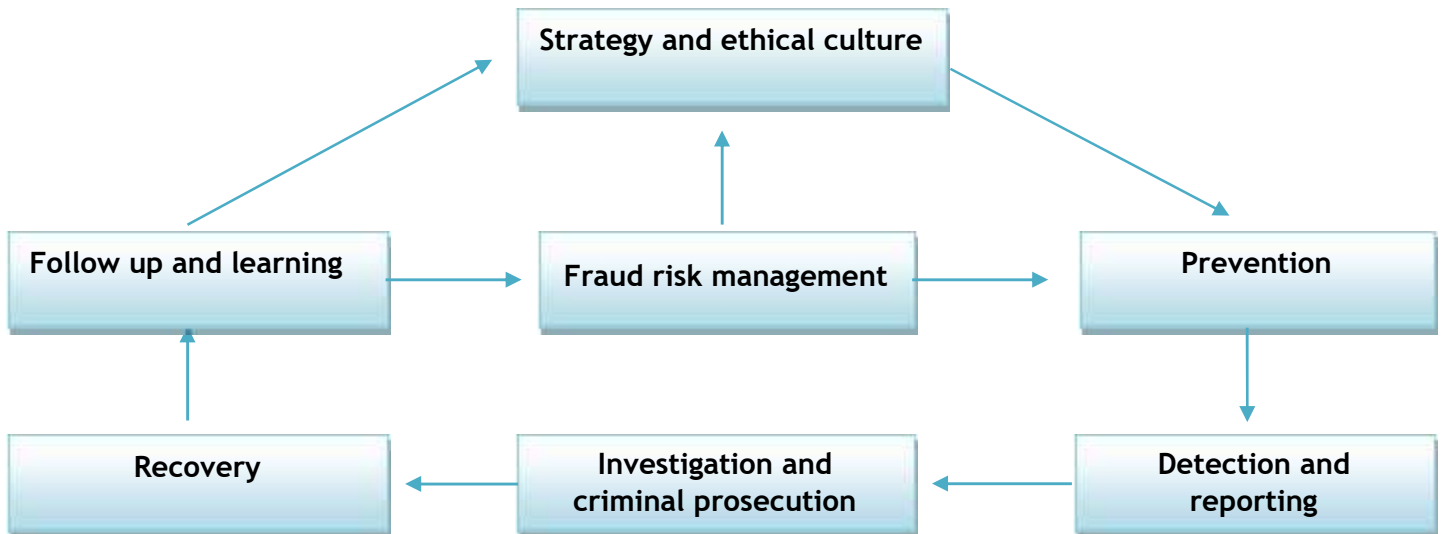 Strategy and ethical culture
Follow up and learning
Fraud risk management
Prevention
Recovery
Investigation and
criminal prosecution
Detection and
reporting